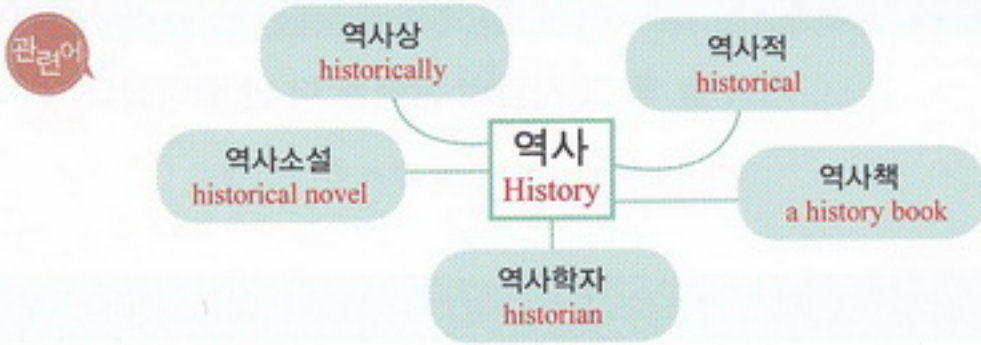 관련어
역사상
historically
역사적
historical
역사
History
역사소설
historical novel
역사책
a history book
역사학자
historian